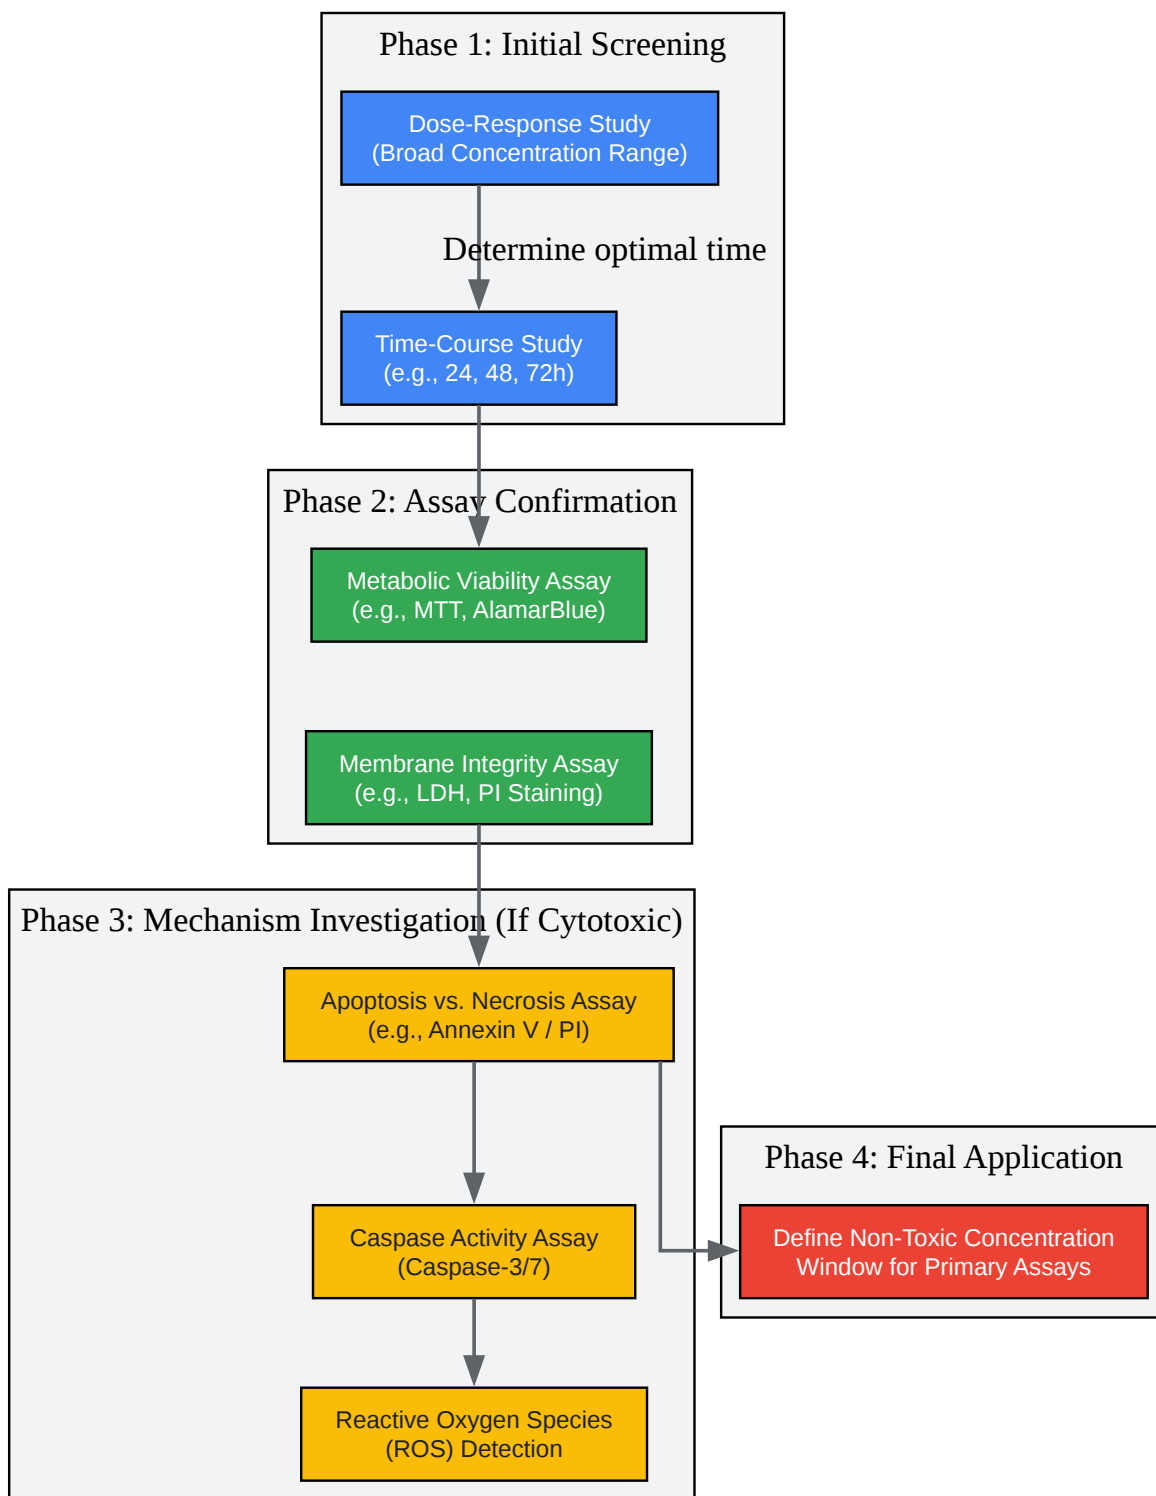 Phase 1: Initial Screening
Dose-Response Study
(Broad Concentration Range)
Determine optimal time
Time-Course Study
(e.g., 24, 48, 72h)
Phase 2: Assay Confirmation
Metabolic Viability Assay
(e.g., MTT, AlamarBlue)
Membrane Integrity Assay
(e.g., LDH, PI Staining)
Phase 3: Mechanism Investigation (If Cytotoxic)
Apoptosis vs. Necrosis Assay
(e.g., Annexin V / PI)
Caspase Activity Assay
(Caspase-3/7)
Reactive Oxygen Species
(ROS) Detection
Phase 4: Final Application
Define Non-Toxic Concentration
Window for Primary Assays